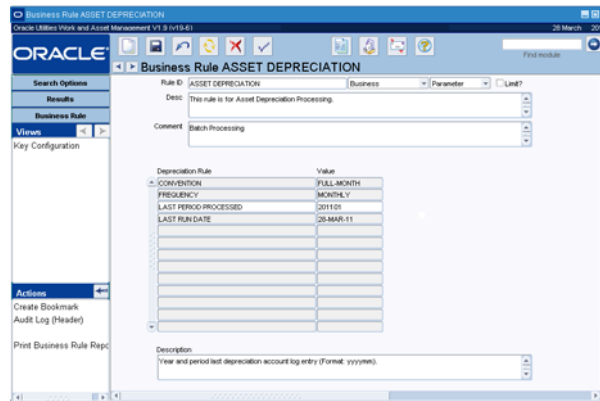 Business Rule ASSET DEPRECIATION
Oracle Utilities Work and Asset Management V1.9 (v19-6)
28 March 20
ORACLE
Find module
Business Rule ASSET DEPRECIATION
Search Options
Results
Business Rule
Views
Key Configuration
Rule ID ASSET DEPRECIATION Business Parameter Limit?
Desc This rule is for Asset Depreciation Processing.
Comment Batch Processing
Depreciation Rule Value
CONVENTION FULL-MONTH
FREQUENCY MONTHLY
LAST PERIOD PROCESSED 201101
LAST RUN DATE 28-MAR-11
Actions
Create Bookmark
Audit Log (Header)
Print Business Rule Repo
Description
Year and period last depreciation account log entry (Format: yyyymm).